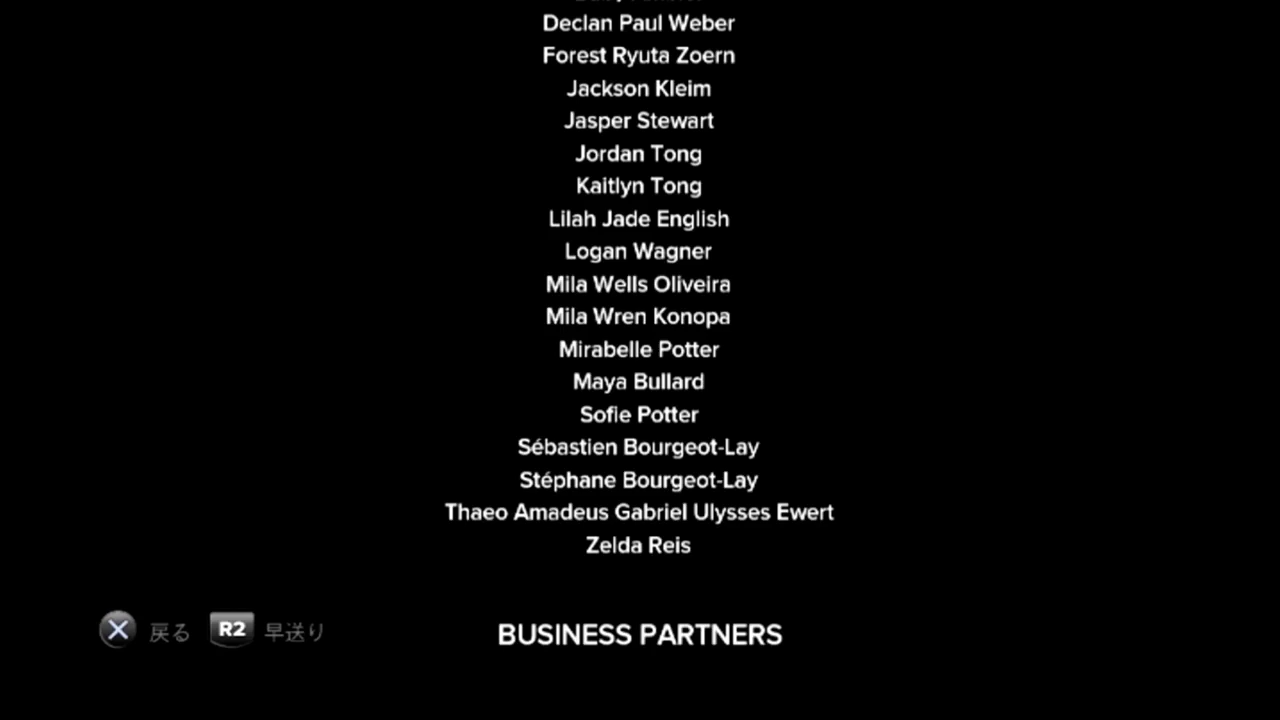 Declan Paul Weber
Forest Ryuta Zoern
Jackson Kleim
Jasper Stewart
Jordan Tong
Kaitlyn Tong
Lilah Jade English
Logan Wagner
Mila Wells Oliveira
Mila Wren Konopa
Mirabelle Potter
Maya Bullard
Sofie Potter
Sébastien Bourgeot-Lay
Stéphane Bourgeot-Lay
Thaeo Amadeus Gabriel Ulysses Ewert
Zelda Reis
戻る R2 早送り
BUSINESS PARTNERS